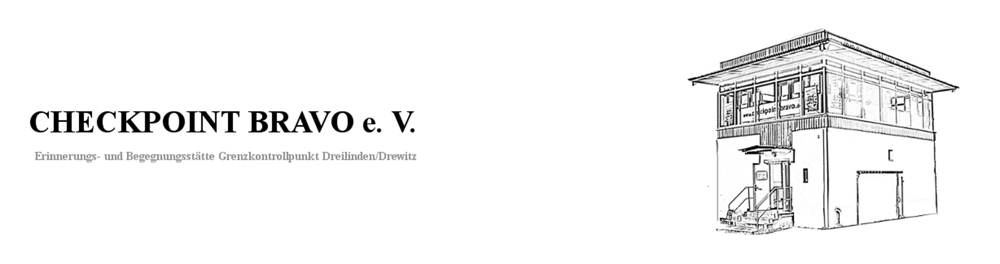 CHECKPOINT BRAVO e. V.
Erinnerungs- und Begegnungsstätte Grenzkontrollpunkt Dreilinden/Drewitz